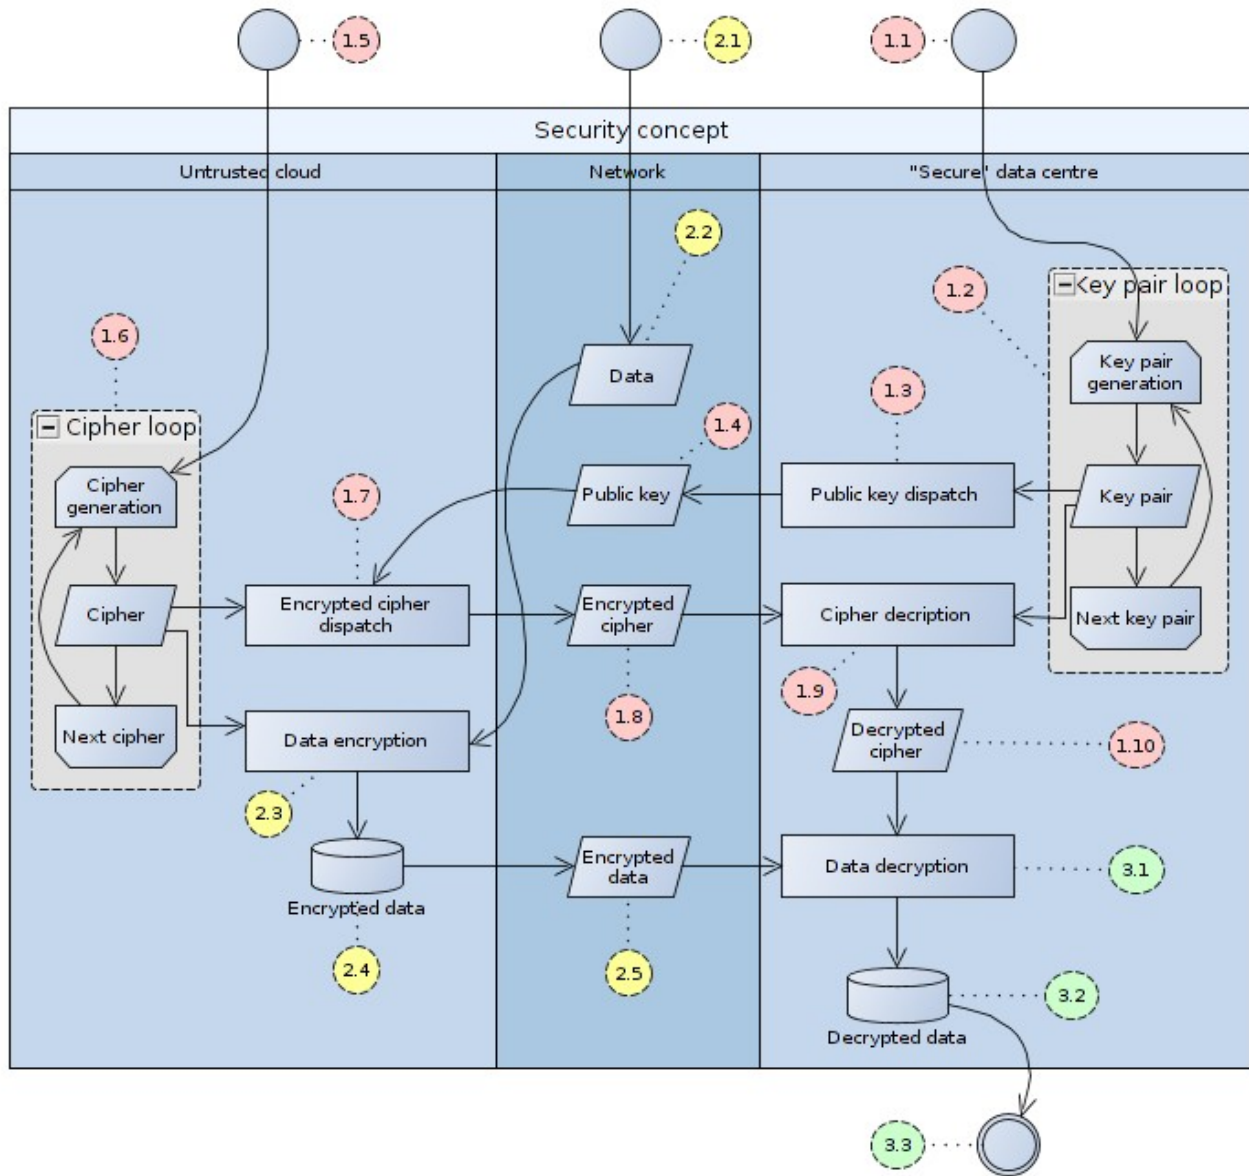 1.5
2.1
1.1
Security concept
Untrusted cloud
Network
"Secure" data centre
2.2
1.2
Key pair loop
1.6
Key pair
generation
Data
1.3
1.4
Cipher loop
Cipher
generation
1.7
Public key
Public key dispatch
Key pair
Cipher
Encrypted cipher
dispatch
Encrypted
cipher
Cipher decription
Next key pair
1.9
1.8
Next cipher
Data encryption
Decrypted
cipher
1.10
2.3
Encrypted
data
Data decryption
3.1
Encrypted data
2.4
2.5
3.2
Decrypted data
3.3